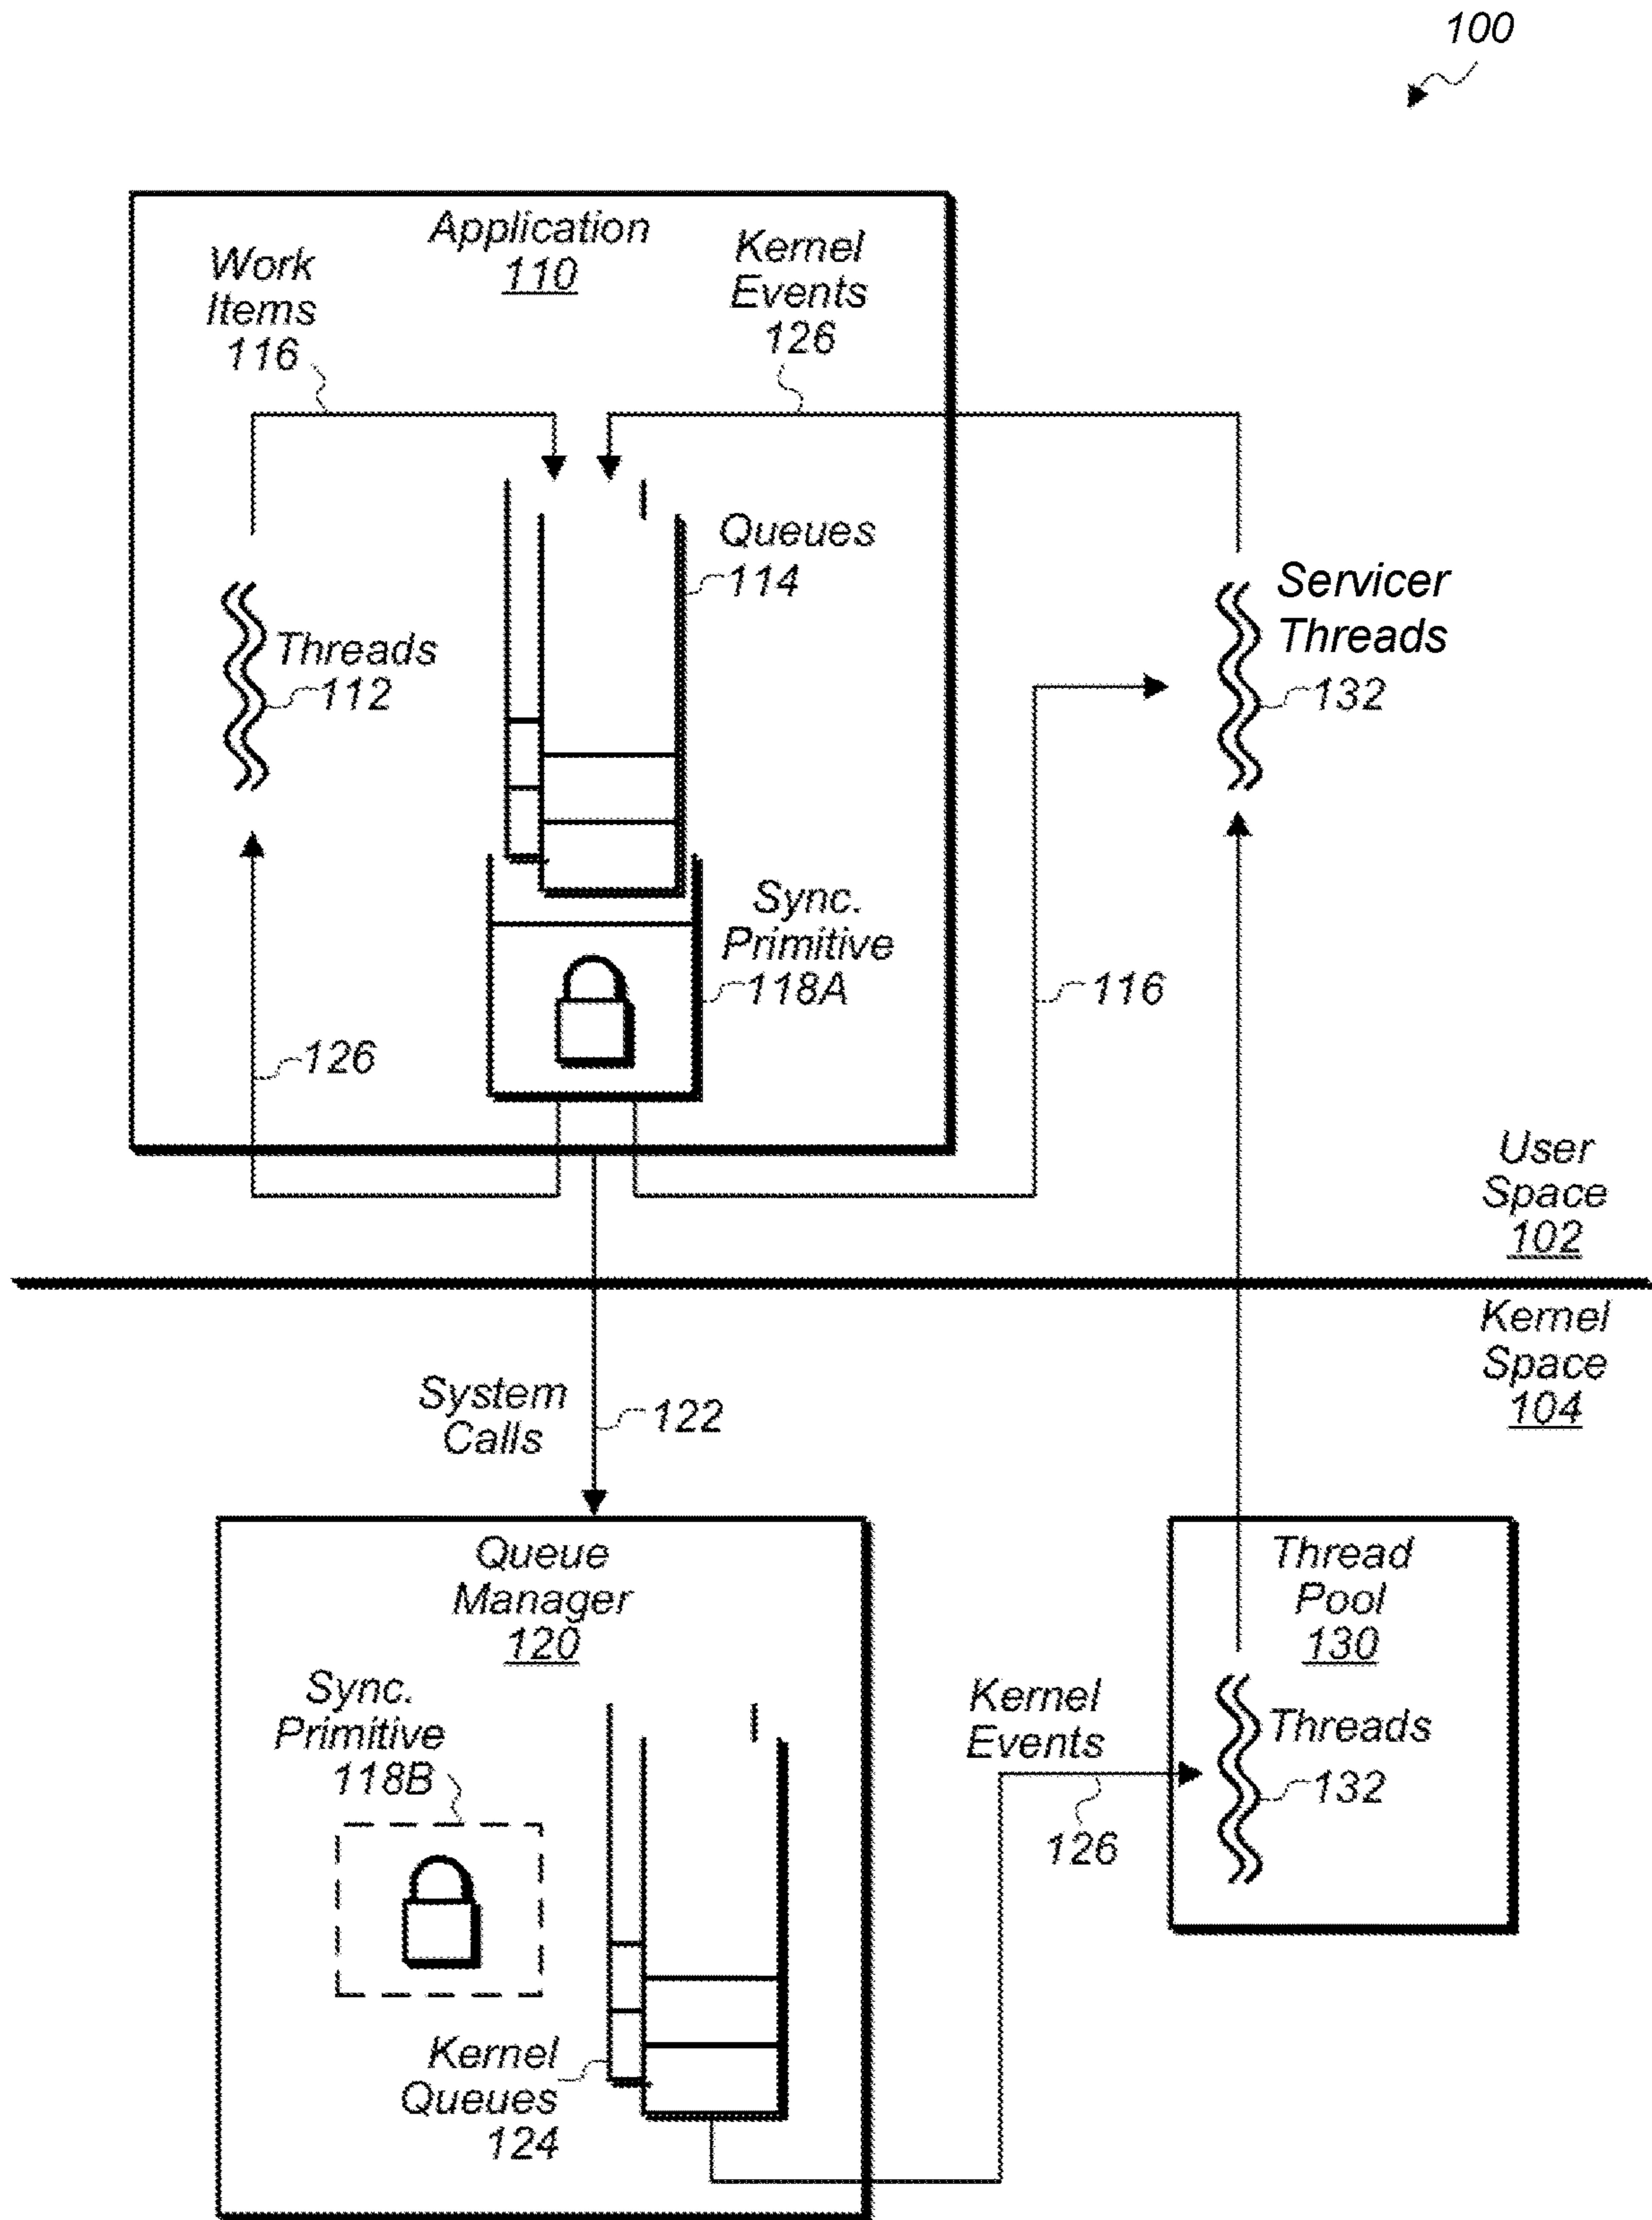 100
Application
110
Work
Items
116
Kernel
Events
126
Queues
114
Threads
112
Servicer
Threads
132
Sync.
Primitive
118A
116
126
User
Space
102
Kernel
Space
104
System
Calls
122
Queue
Manager
120
Thread
Pool
130
Sync.
Primitive
118B
Kernel
Events
126
Threads
132
Kernel
Queues
124